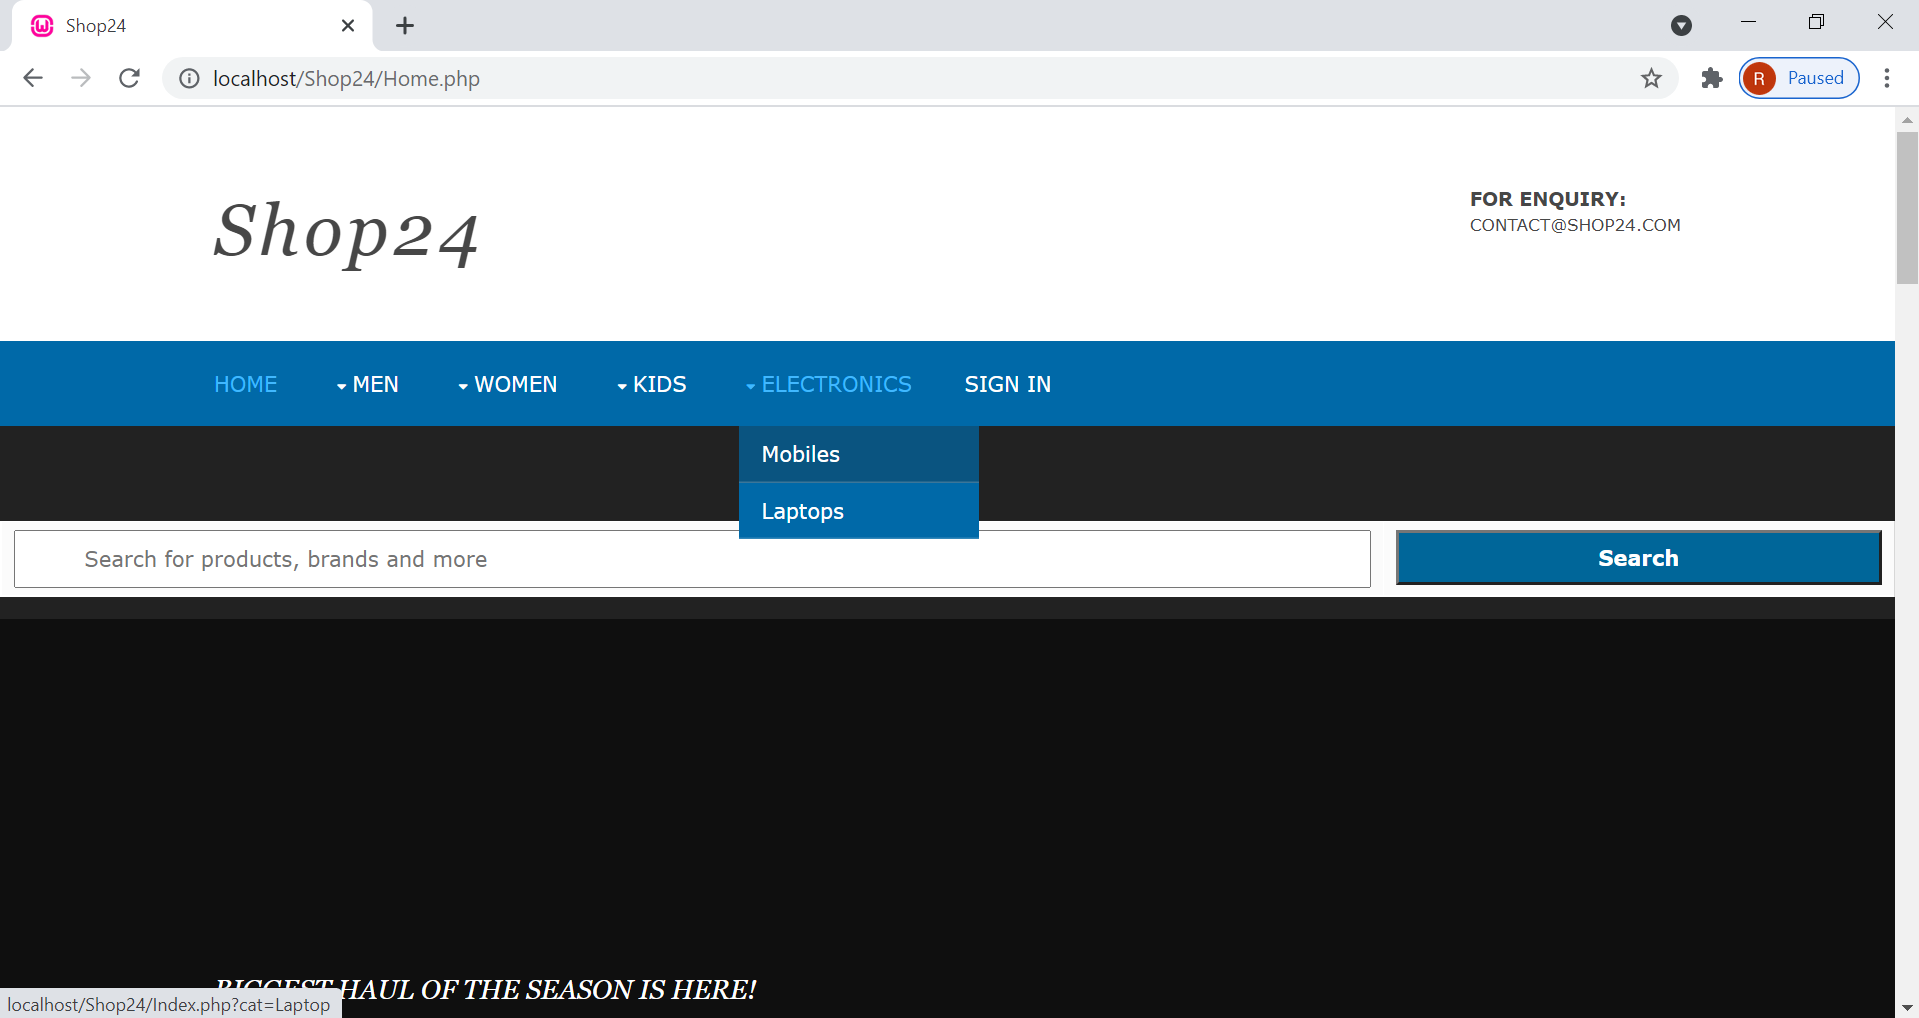 Shop24
localhost/Shop24/Home.php
R Paused
Shop24
FOR ENQUIRY:
CONTACT@SHOP24.COM
HOME MEN WOMEN KIDS ELECTRONICS SIGN IN
Mobiles
Laptops
Search for products, brands and more
Search
BIGGEST HAUL OF THE SEASON IS HERE!
localhost/Shop24/Index.php?cat=Laptop